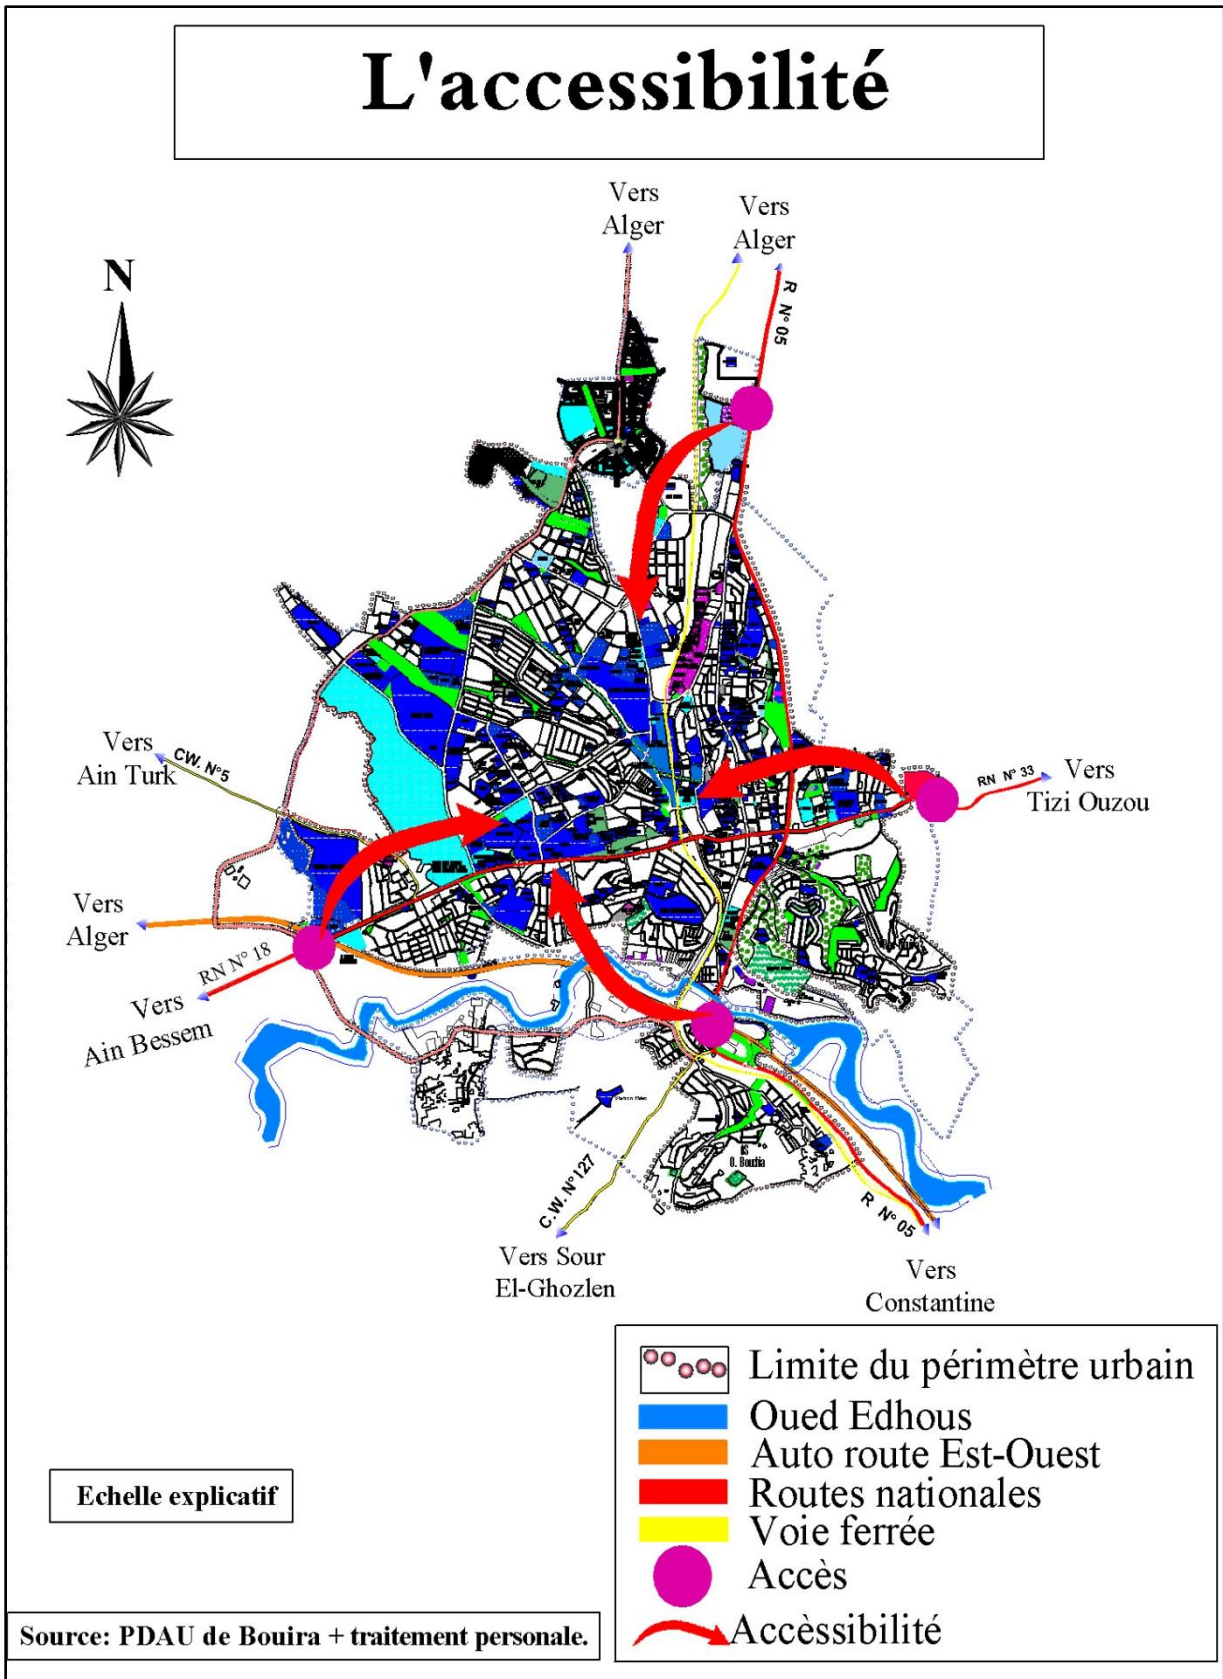 L'accessibilité
Vers
Alger
Vers
Alger
N
R N° 05
Vers
Ain Turk
CW. N°5
RN N° 33
Vers
Tizi Ouzou
Vers
Alger
RN N° 18
Vers
Ain Bessem
O. Bouchia
C.W. N°127
R N° 05
Vers Sour
El-Ghozlen
Vers
Constantine
Limite du périmètre urbain
Oued Edhous
Auto route Est-Ouest
Routes nationales
Voie ferrée
Accès
Accèssibilité
Echelle explicatif
Source: PDAU de Bouira + traitement personale.